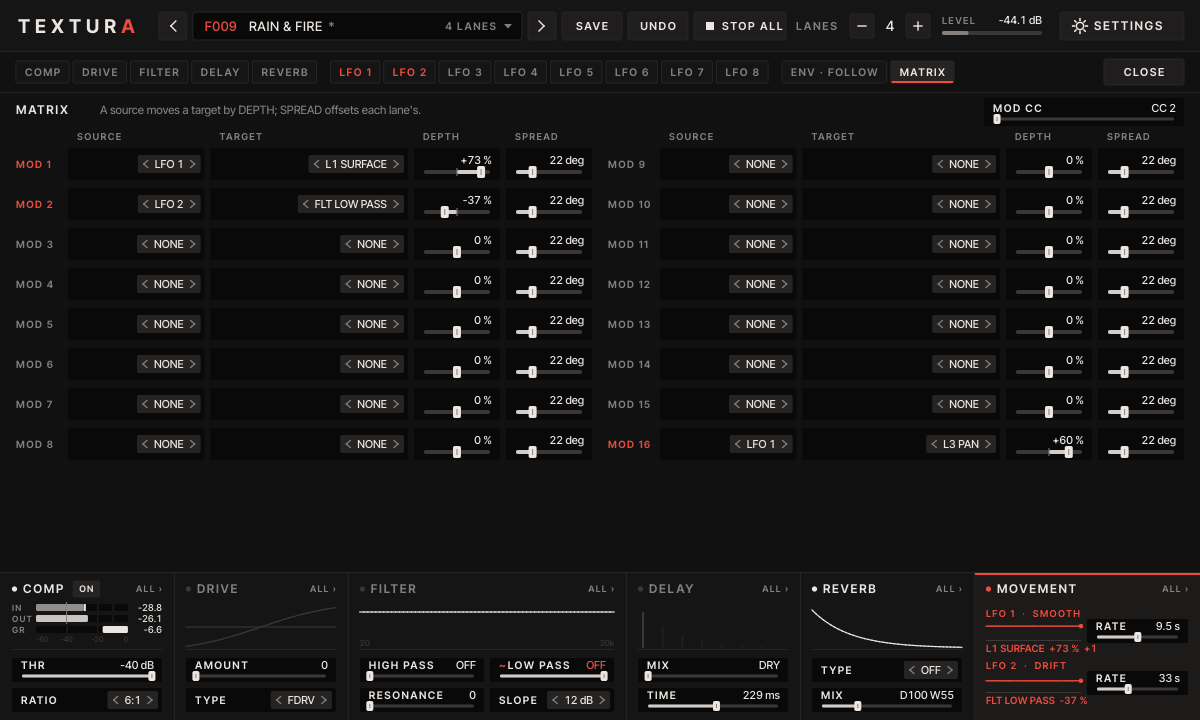 TEXTURA
F009 RAIN & FIRE * 4 LANES SAVE UNDO STOP ALL LANES 4 LEVEL -44.1 dB SETTINGS
COMP DRIVE FILTER DELAY REVERB LFO 1 LFO 2 LFO 3 LFO 4 LFO 5 LFO 6 LFO 7 LFO 8 ENV · FOLLOW MATRIX CLOSE
MATRIX A source moves a target by DEPTH; SPREAD offsets each lane's. MOD CC CC 2
SOURCE TARGET DEPTH SPREAD SOURCE TARGET DEPTH SPREAD
MOD 1 < LFO 1 > < L1 SURFACE > +73 % 22 deg MOD 9 < NONE > < NONE > 0 % 22 deg
MOD 2 < LFO 2 > < FLT LOW PASS > -37 % 22 deg MOD 10 < NONE > < NONE > 0 % 22 deg
MOD 3 < NONE > < NONE > 0 % 22 deg MOD 11 < NONE > < NONE > 0 % 22 deg
MOD 4 < NONE > < NONE > 0 % 22 deg MOD 12 < NONE > < NONE > 0 % 22 deg
MOD 5 < NONE > < NONE > 0 % 22 deg MOD 13 < NONE > < NONE > 0 % 22 deg
MOD 6 < NONE > < NONE > 0 % 22 deg MOD 14 < NONE > < NONE > 0 % 22 deg
MOD 7 < NONE > < NONE > 0 % 22 deg MOD 15 < NONE > < NONE > 0 % 22 deg
MOD 8 < NONE > < NONE > 0 % 22 deg MOD 16 < LFO 1 > < L3 PAN > +60 % 22 deg
COMP ON ALL ›
IN -28.8
OUT -26.1
GR -6.6
-60 -40 -20 0
THR -40 dB
RATIO < 6:1 >
DRIVE ALL ›
AMOUNT 0
TYPE < FDRV >
FILTER ALL ›
20 20k
HIGH PASS OFF ~LOW PASS OFF
RESONANCE 0 SLOPE < 12 dB >
DELAY ALL ›
MIX DRY
TIME 229 ms
REVERB ALL ›
TYPE < OFF >
MIX D100 W55
MOVEMENT ALL ›
LFO 1 · SMOOTH
RATE 9.5 s
L1 SURFACE +73 % +1
LFO 2 · DRIFT
RATE 33 s
FLT LOW PASS -37 %